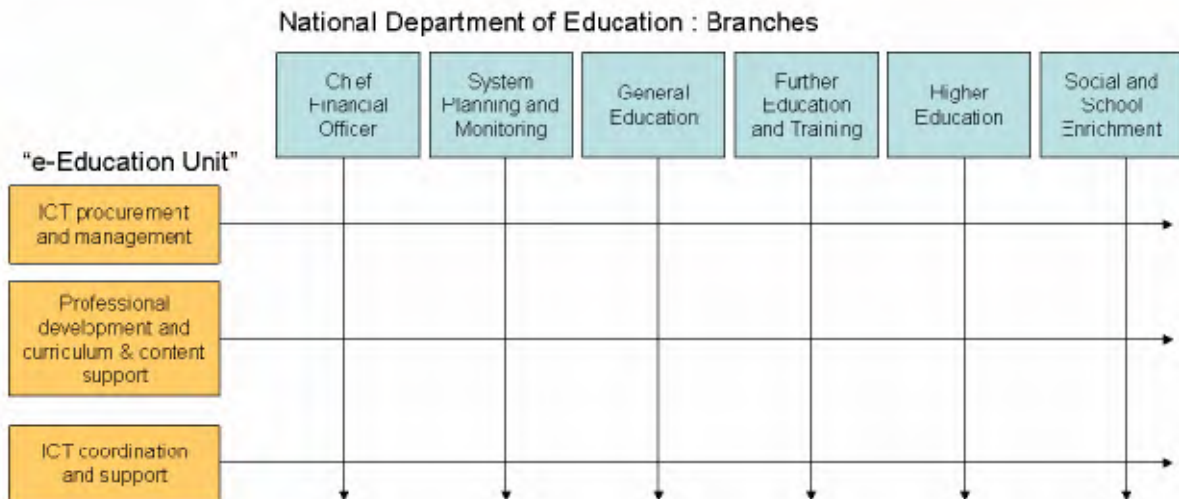 National Department of Education : Branches
Chief
Financial
Officer
System
Planning and
Monitoring
General
Education
Further
Education
and Training
Higher
Education
Social and
School
Enrichment
"e-Education Unit"
ICT procurement
and management
Professional
development and
curriculum & content
support
ICT coordination
and support